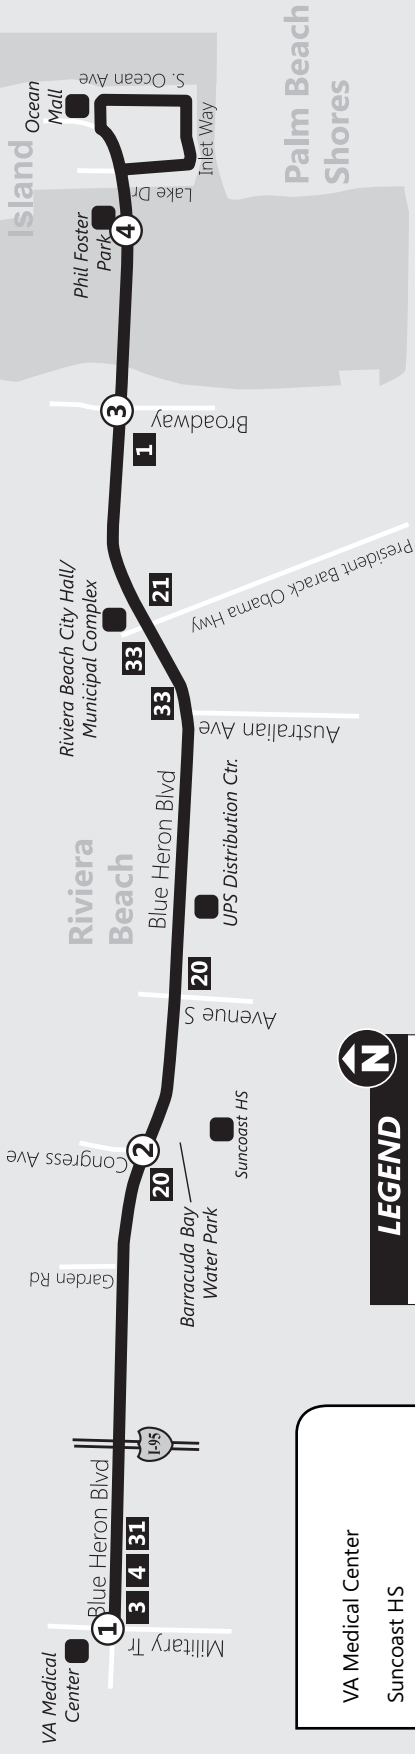 VA Medical
Center
1
Blue Heron Blvd
3 4 31
Military Tr
I-95
Garden Rd
Congress Ave
2
20
Barracuda Bay
Water Park
Suncoast HS
Avenue S
20
Riviera
Beach
Blue Heron Blvd
UPS Distribution Ctr.
Australian Ave
33
33
21
Riviera Beach City Hall/
Municipal Complex
President Barack Obama Hwy
1
3
Broadway
Phil Foster
Park
4
Lake Dr
Island
Ocean
Mall
S. Ocean Ave
Inlet Way
Palm Beach
Shores
N
LEGEND
VA Medical Center
Suncoast HS